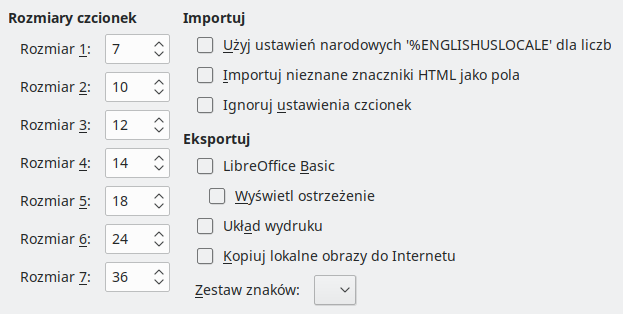 Rozmiary czcionek
Rozmiar 1: 7
Rozmiar 2: 10
Rozmiar 3: 12
Rozmiar 4: 14
Rozmiar 5: 18
Rozmiar 6: 24
Rozmiar 7: 36
Importuj
Użyj ustawień narodowych '%ENGLISHUSLOCALE' dla liczb
Importuj nieznane znaczniki HTML jako pola
Ignoruj ustawienia czcionek
Eksportuj
LibreOffice Basic
Wyświetl ostrzeżenie
Układ wydruku
Kopiuj lokalne obrazy do Internetu
Zestaw znaków: